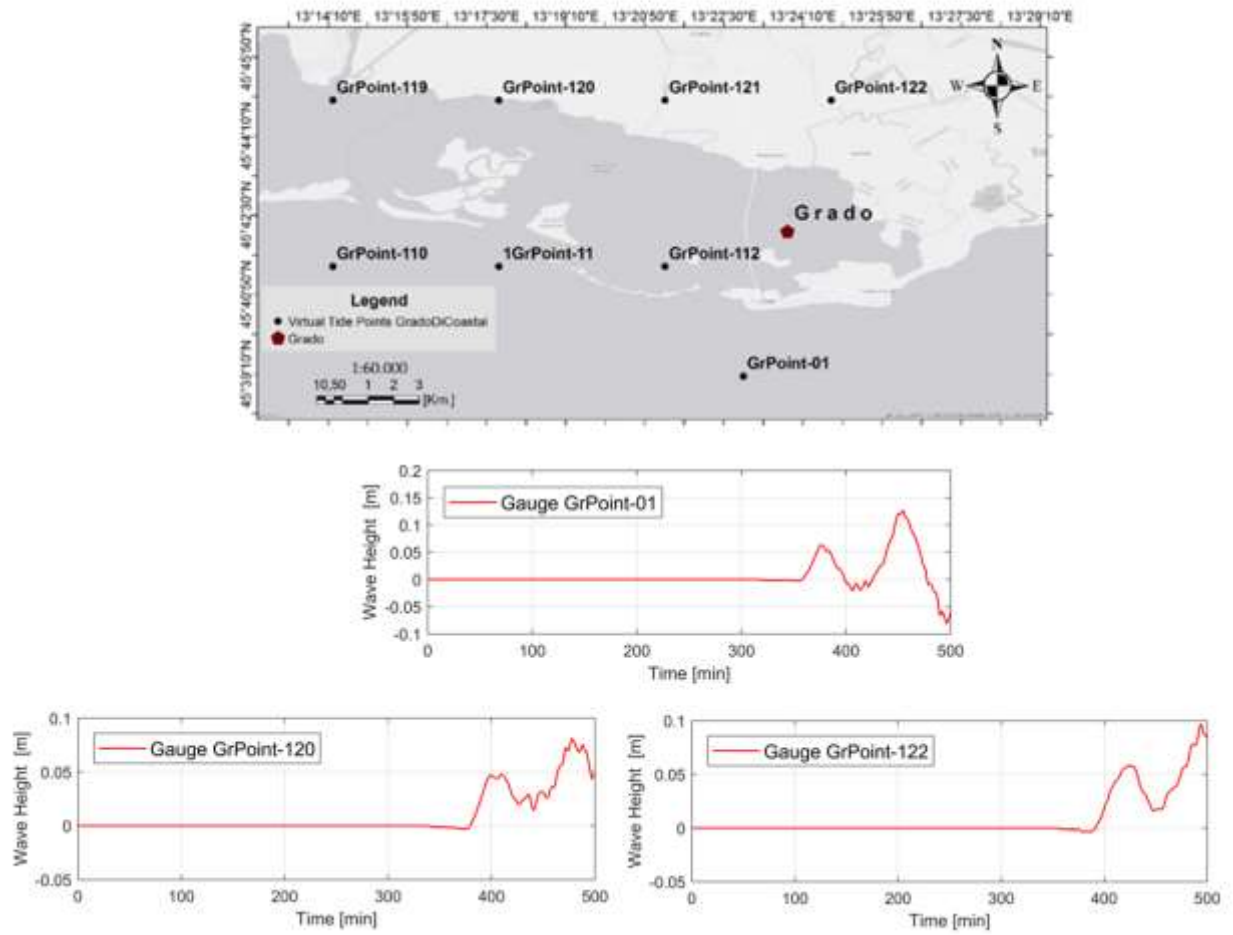 13°14'10"E 13°15'50"E 13°17'30"E 13°19'10"E 13°20'50"E 13°22'30"E 13°24'10"E 13°25'50"E 13°27'30"E 13°29'10"E
45°45'50"N
45°44'10"N
45°42'30"N
45°40'50"N
45°39'10"N
N
W E
S
GrPoint-119 GrPoint-120 GrPoint-121 GrPoint-122
Grado
GrPoint-110 1GrPoint-11 GrPoint-112
GrPoint-01
Legend
Virtual Tide Points GradoDiCoastal
Grado
1:60.000
10,50 1 2 3
[Km.]
Gauge GrPoint-01
Wave Height [m]
0.2
0.15
0.1
0.05
0
-0.05
-0.1
0 100 200 300 400 500
Time [min]
Gauge GrPoint-120
Wave Height [m]
0.1
0.05
0
-0.05
0 100 200 300 400 500
Time [min]
Gauge GrPoint-122
Wave Height [m]
0.1
0.05
0
-0.05
0 100 200 300 400 500
Time [min]